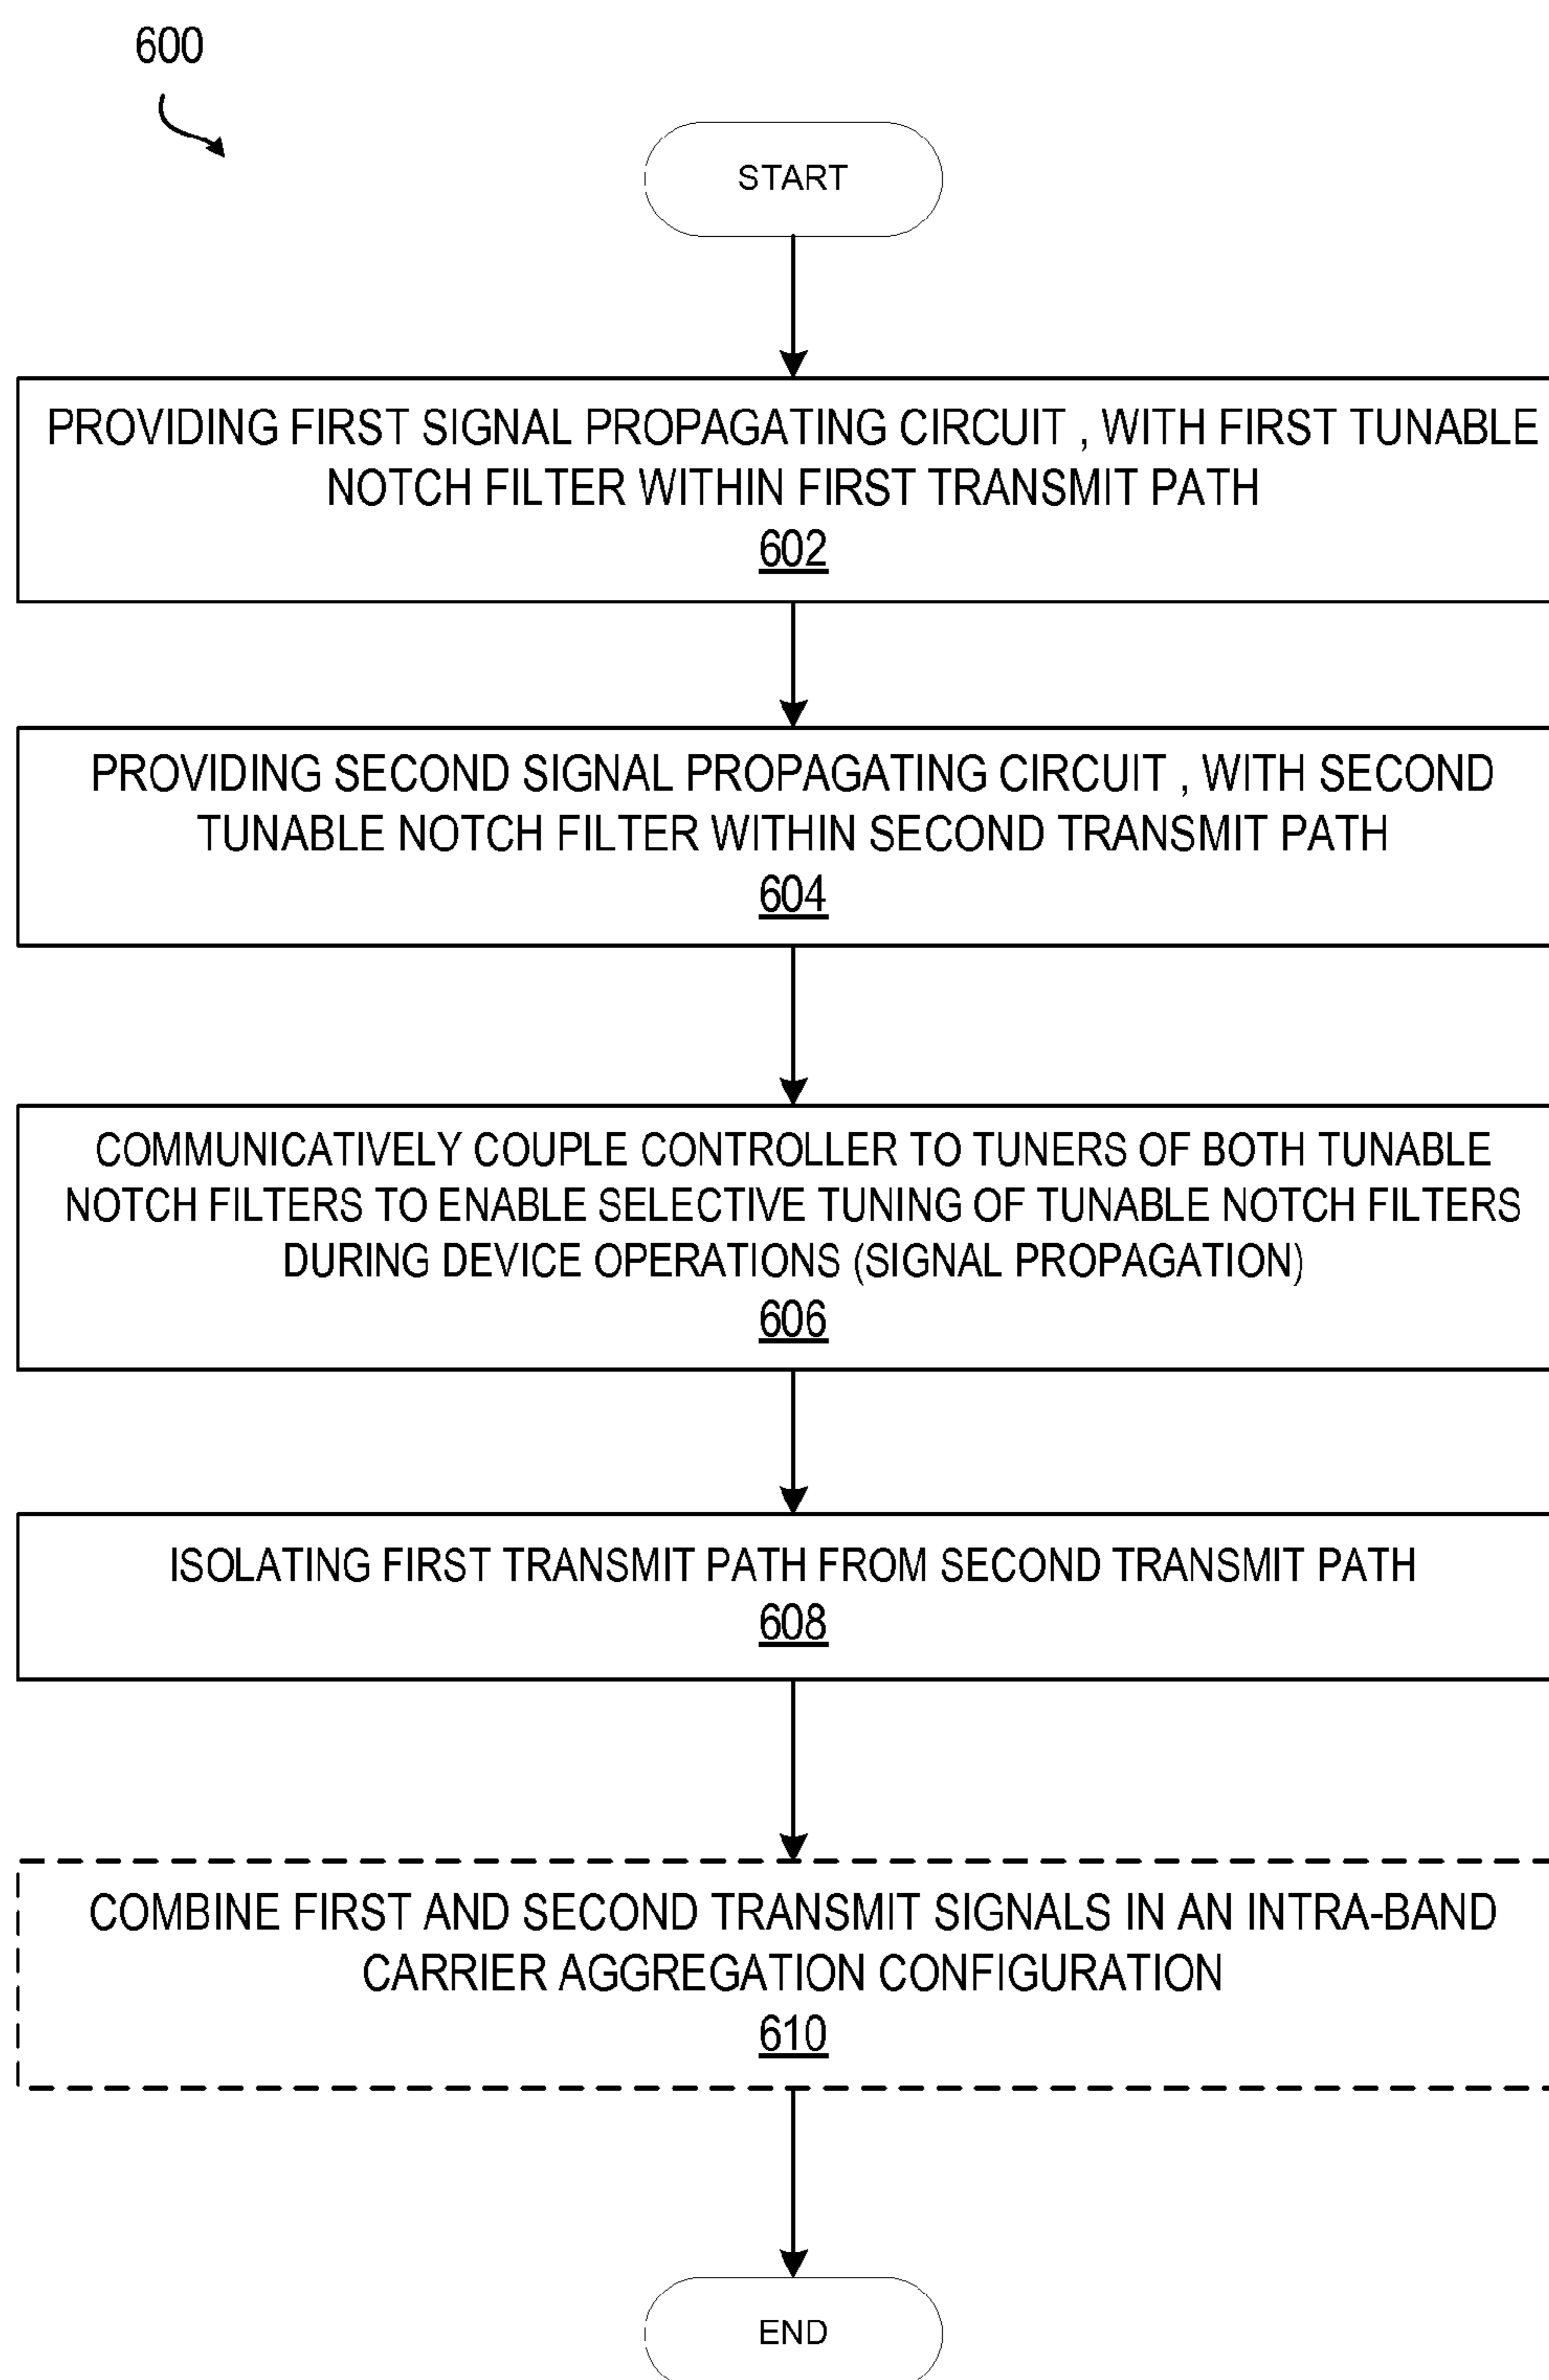 600
START
PROVIDING FIRST SIGNAL PROPAGATING CIRCUIT , WITH FIRST TUNABLE
NOTCH FILTER WITHIN FIRST TRANSMIT PATH
602
PROVIDING SECOND SIGNAL PROPAGATING CIRCUIT , WITH SECOND
TUNABLE NOTCH FILTER WITHIN SECOND TRANSMIT PATH
604
COMMUNICATIVELY COUPLE CONTROLLER TO TUNERS OF BOTH TUNABLE
NOTCH FILTERS TO ENABLE SELECTIVE TUNING OF TUNABLE NOTCH FILTERS
DURING DEVICE OPERATIONS (SIGNAL PROPAGATION)
606
ISOLATING FIRST TRANSMIT PATH FROM SECOND TRANSMIT PATH
608
COMBINE FIRST AND SECOND TRANSMIT SIGNALS IN AN INTRA-BAND
CARRIER AGGREGATION CONFIGURATION
610
END